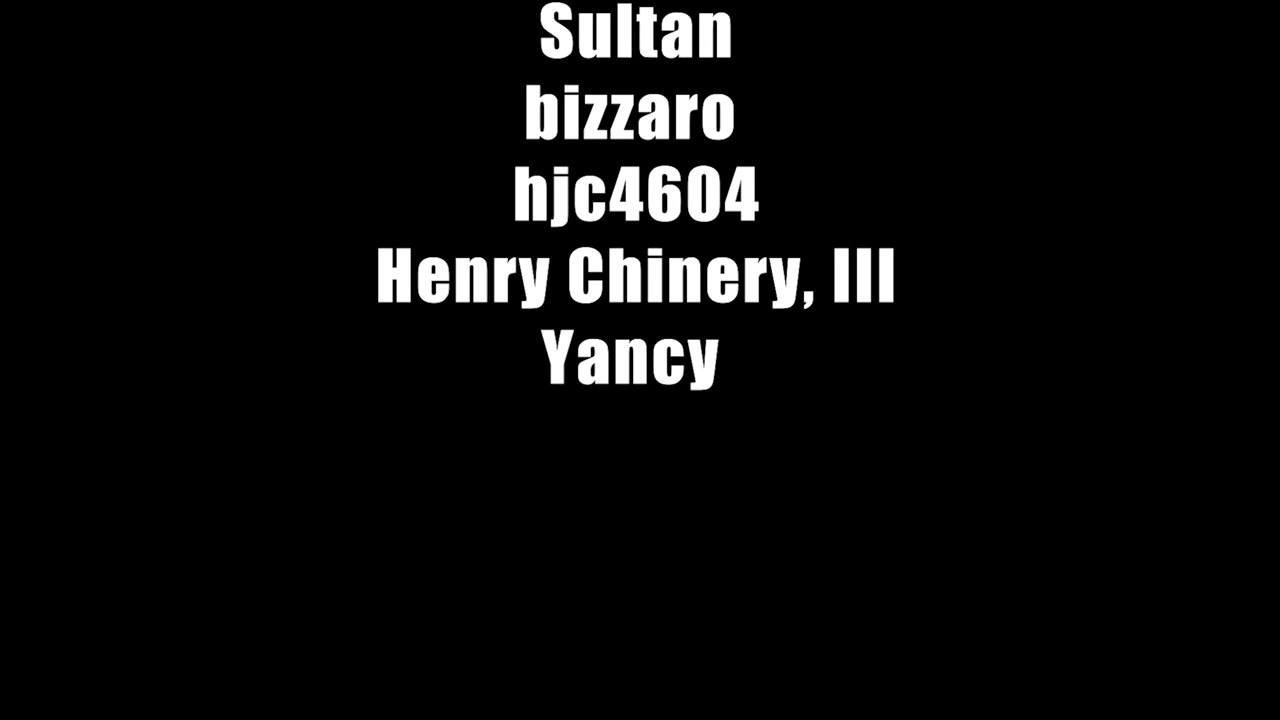 Sultan
bizzaro
hjc4604
Henry Chinery, III
Yancy